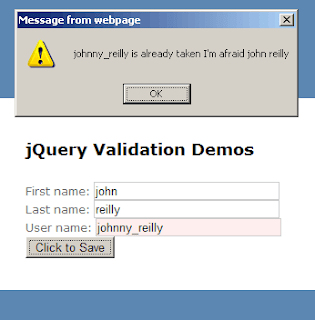 Message from webpage
johnny_reilly is already taken I'm afraid john reilly
OK
jQuery Validation Demos
First name: john
Last name: reilly
User name: johnny_reilly
Click to Save